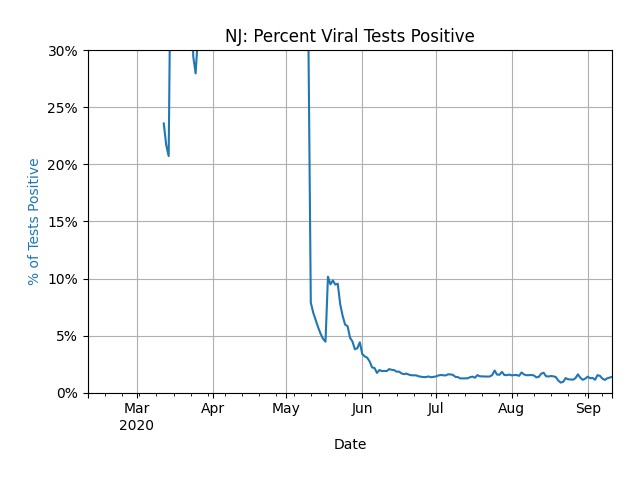 NJ: Percent Viral Tests Positive
30%
25%
20%
15%
10%
5%
0%
% of Tests Positive
Mar Apr May Jun Jul Aug Sep
2020
Date